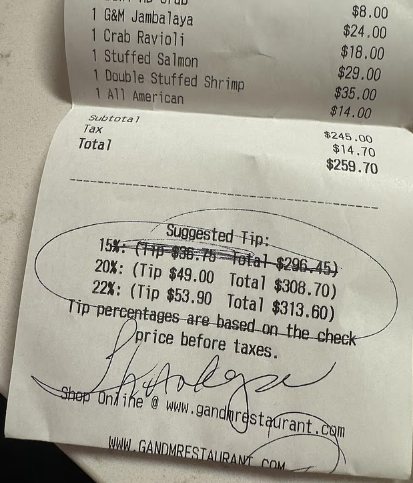 1 G&M Jambalaya $8.00
1 Crab Ravioli $24.00
1 Stuffed Salmon $18.00
1 Double Stuffed Shrimp $29.00
1 All American $35.00
$14.00
Subtotal $245.00
Tax $14.70
Total $259.70
Suggested Tip:
15%: (Tip $36.75 Total $296.45)
20%: (Tip $49.00 Total $308.70)
22%: (Tip $53.90 Total $313.60)
Tip percentages are based on the check
price before taxes.
Shop Online @ www.gandmrestaurant.com
WWW.GANDMRESTAURANT.COM